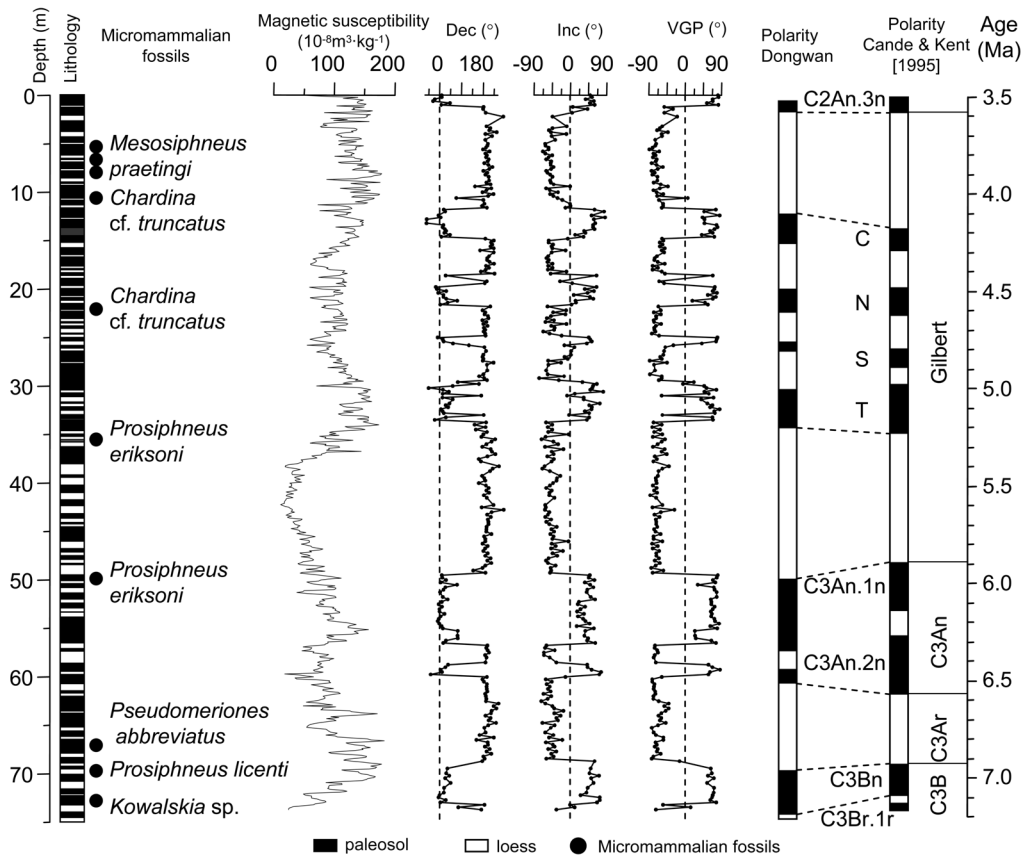 Depth (m)
Lithology
Micromammalian
fossils
Magnetic susceptibility
(10-8m3·kg-1)
0 100 200
Dec (°)
0 180
Inc (°)
-90 0 90
VGP (°)
-90 0 90
Polarity
Dongwan
Polarity
Cande & Kent
[1995]
Age
(Ma)
0
10
20
30
40
50
60
70
Mesosiphneus
praetingi
Chardina
cf. truncatus
Chardina
cf. truncatus
Prosiphneus
eriksoni
Prosiphneus
eriksoni
Pseudomeriones
abbreviatus
Prosiphneus licenti
Kowalskia sp.
C2An.3n
C
N
S
T
C3An.1n
C3An.2n
C3Bn
C3Br.1r
Gilbert
C3An
C3Ar
C3B
3.5
4.0
4.5
5.0
5.5
6.0
6.5
7.0
paleosol
loess
Micromammalian fossils